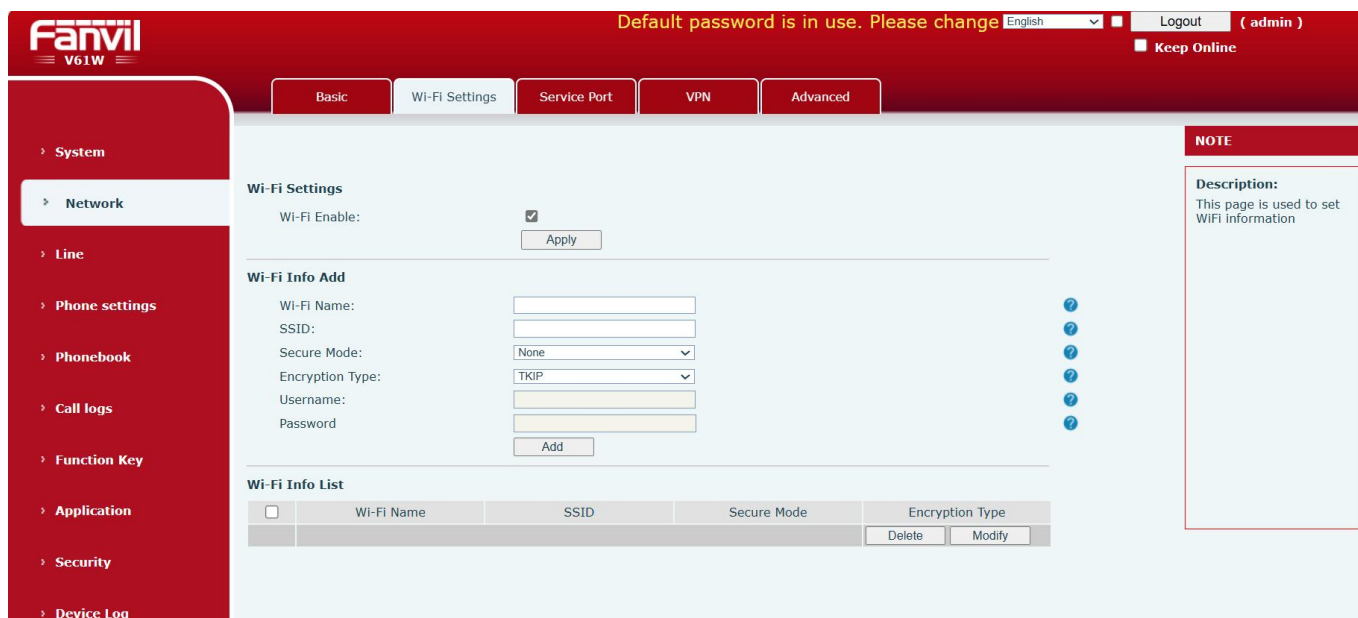 Fanvil
V61W
Default password is in use. Please change English Logout ( admin )
Keep Online
Basic Wi-Fi Settings Service Port VPN Advanced
› System
› Network
› Line
› Phone settings
› Phonebook
› Call logs
› Function Key
› Application
› Security
› Device Log
Wi-Fi Settings
Wi-Fi Enable:
Apply
Wi-Fi Info Add
Wi-Fi Name: ?
SSID: ?
Secure Mode: None ?
Encryption Type: TKIP ?
Username: ?
Password ?
Add
Wi-Fi Info List
Wi-Fi Name SSID Secure Mode Encryption Type
Delete Modify
NOTE
Description:
This page is used to set
WiFi information